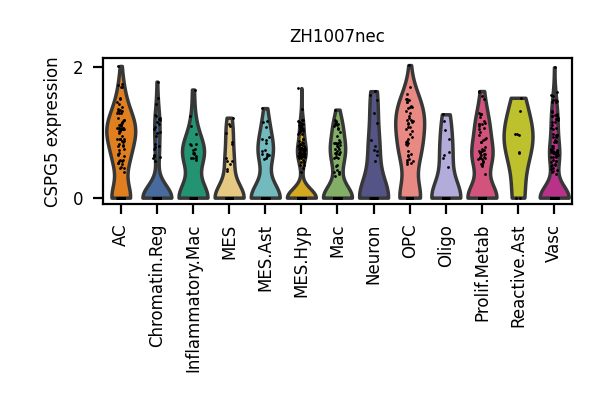 ZH1007nec
CSPG5 expression
2
0
AC
Chromatin.Reg
Inflammatory.Mac
MES
MES.Ast
MES.Hyp
Mac
Neuron
OPC
Oligo
Prolif.Metab
Reactive.Ast
Vasc